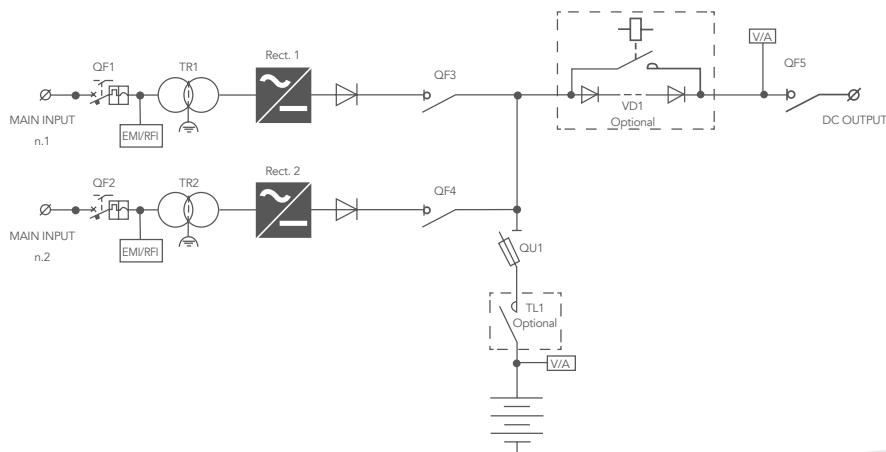 QF1
TR1
Rect. 1
QF3
VD1
Optional
V/A
QF5
MAIN INPUT
n.1
EMI/RFI
DC OUTPUT
QF2
TR2
Rect. 2
QF4
MAIN INPUT
n.2
EMI/RFI
QU1
TL1
Optional
V/A